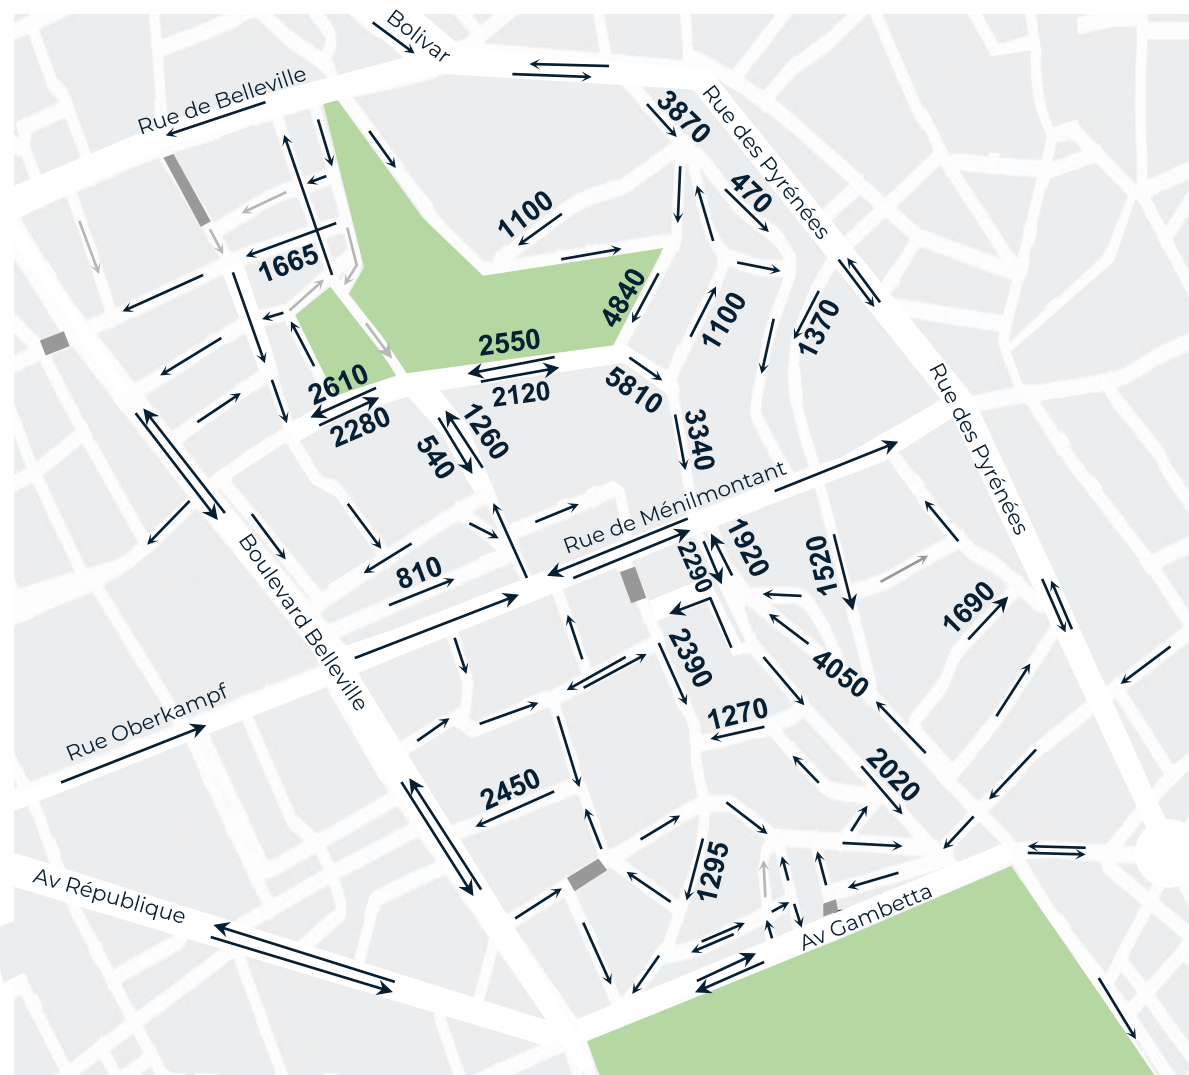 Bolivar
Rue de Belleville
3870
Rue des Pyrénées
470
1100
1665
4840
1100
1370
2550
2120
2610
2280
5810
540
1260
3340
Rue des Pyrénées
Rue de Ménilmontant
Boulevard Belleville
810
2290
1920
1520
1690
2390
4050
1270
Rue Oberkampf
2450
2020
1295
Av République
Av Gambetta